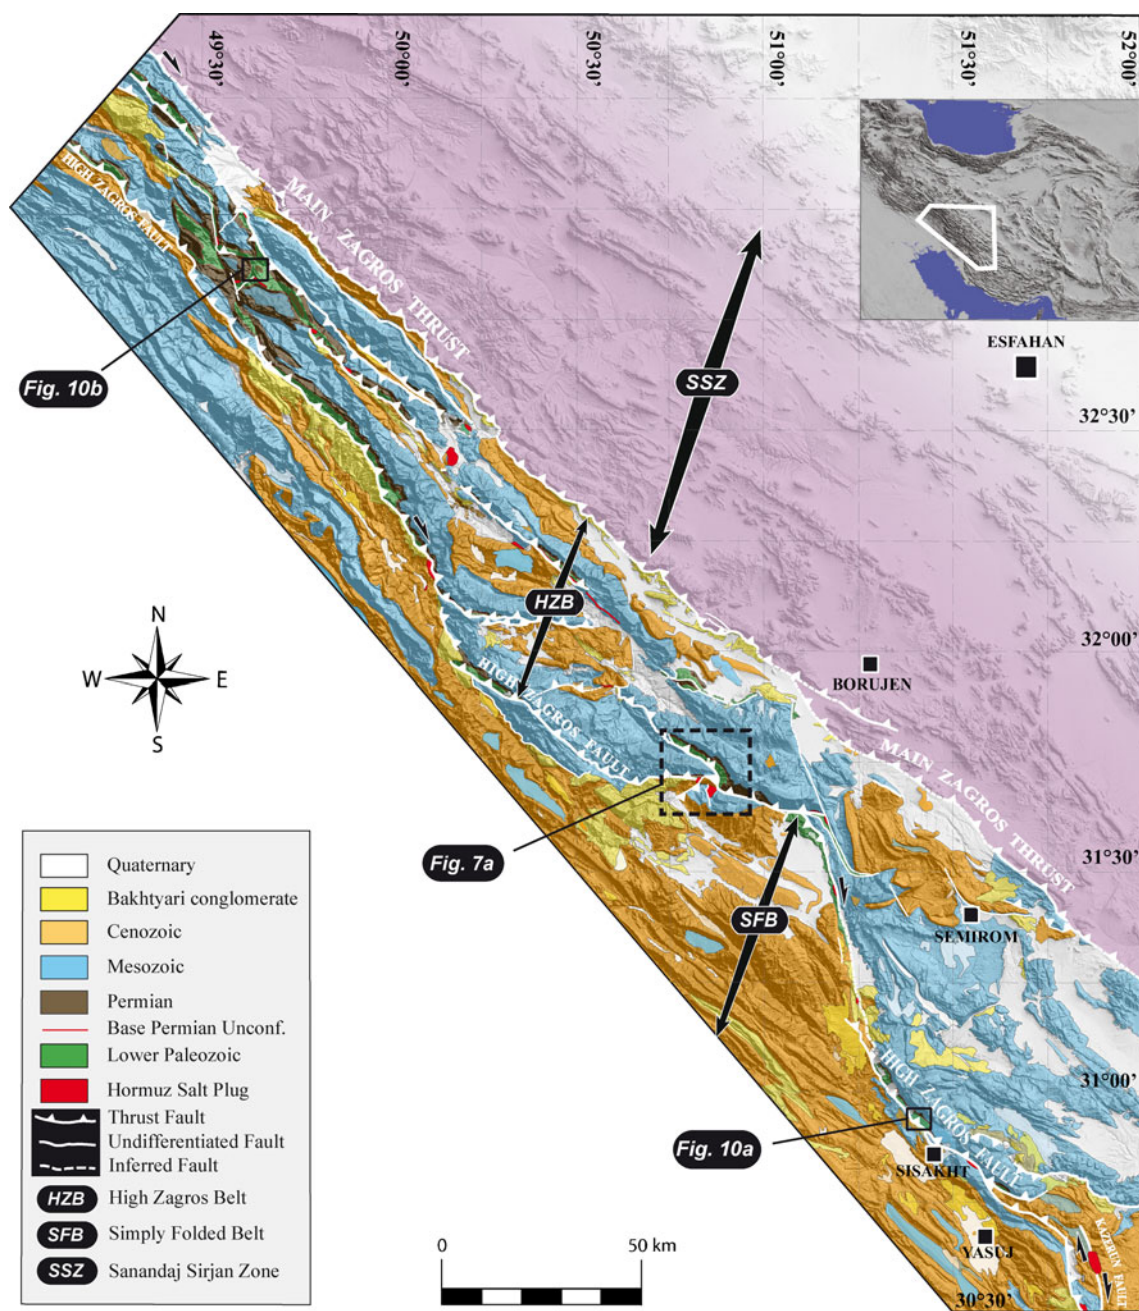 49°30'
50°00'
50°30'
51°00'
51°30'
52°00'
HIGH ZAGROS FAULT
MAIN ZAGROS THRUST
Fig. 10b
SSZ
ESFAHAN
32°30'
HZB
N
W E
S
32°00'
BORUJEN
HIGH ZAGROS FAULT
MAIN ZAGROS THRUST
Fig. 7a
31°30'
SFB
SEMIROM
Quaternary
Bakhtyari conglomerate
Cenozoic
Mesozoic
Permian
Base Permian Unconf.
Lower Paleozoic
Hormuz Salt Plug
Thrust Fault
Undifferentiated Fault
Inferred Fault
HZB High Zagros Belt
SFB Simply Folded Belt
SSZ Sanandaj Sirjan Zone
31°00'
HIGH ZAGROS FAULT
Fig. 10a
SISAKHT
YASUJ
KAZERUN FAULT
0 50 km
30°30'